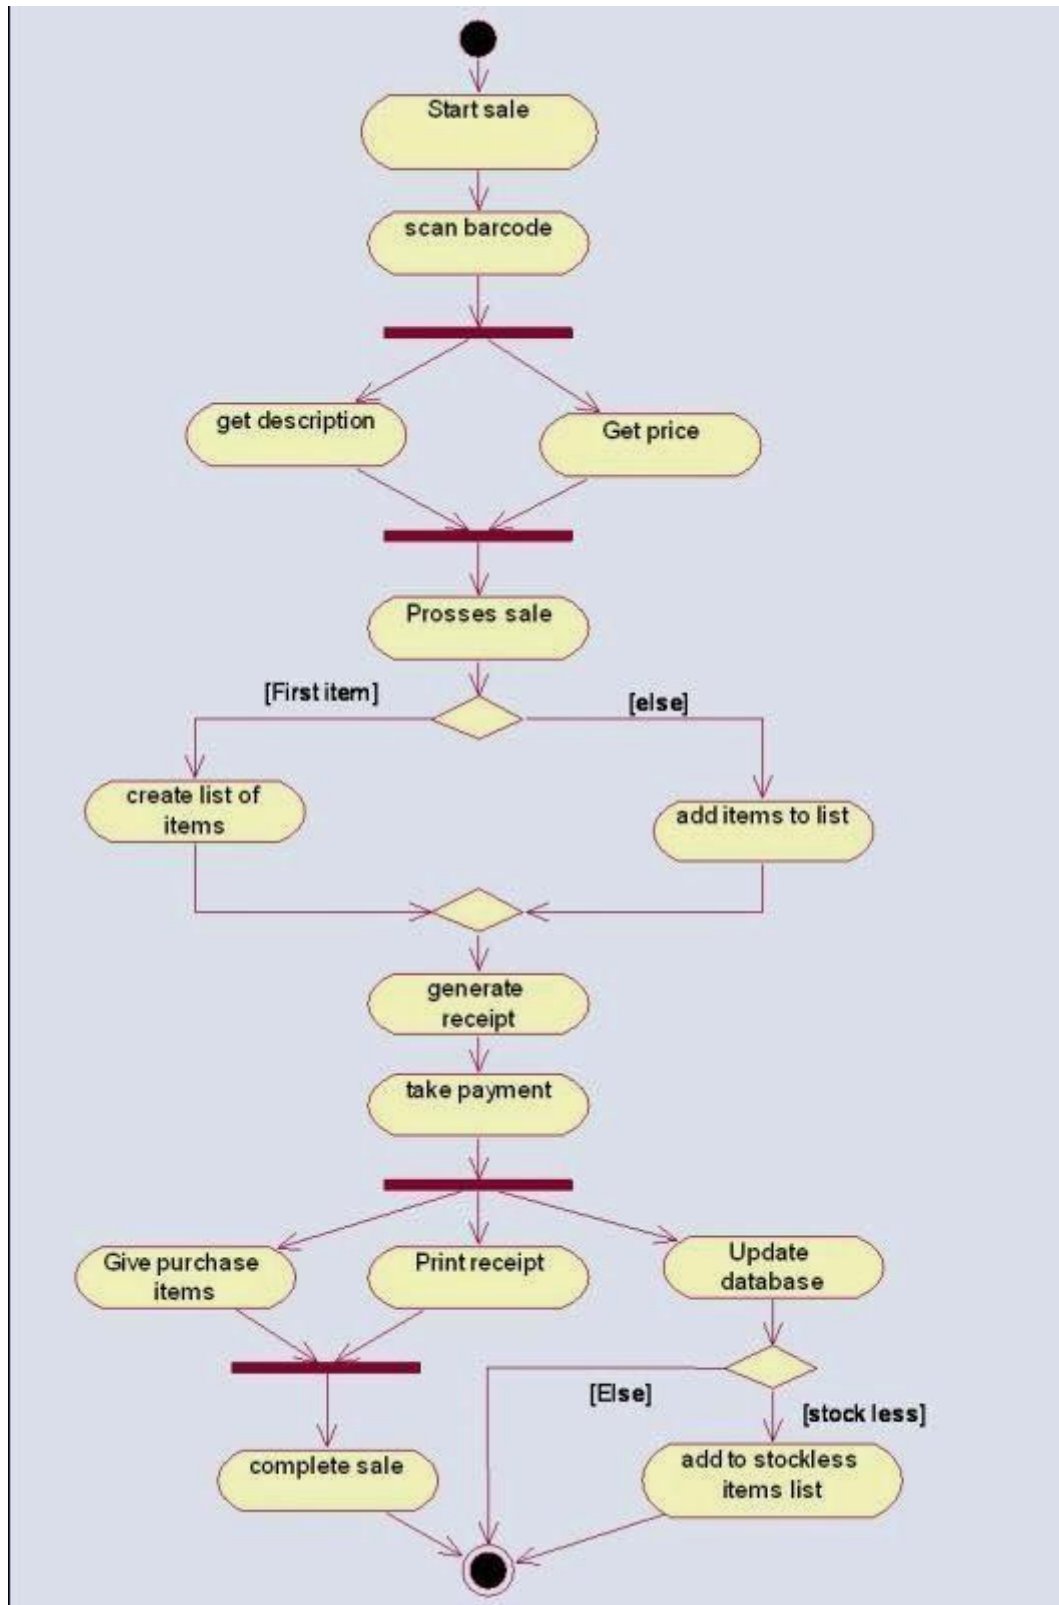 Start sale
scan barcode
get description
Get price
Prosses sale
[First item]
[else]
create list of
items
add items to list
generate
receipt
take payment
Give purchase
items
Print receipt
Update
database
[Else]
[stock less]
complete sale
add to stockless
items list